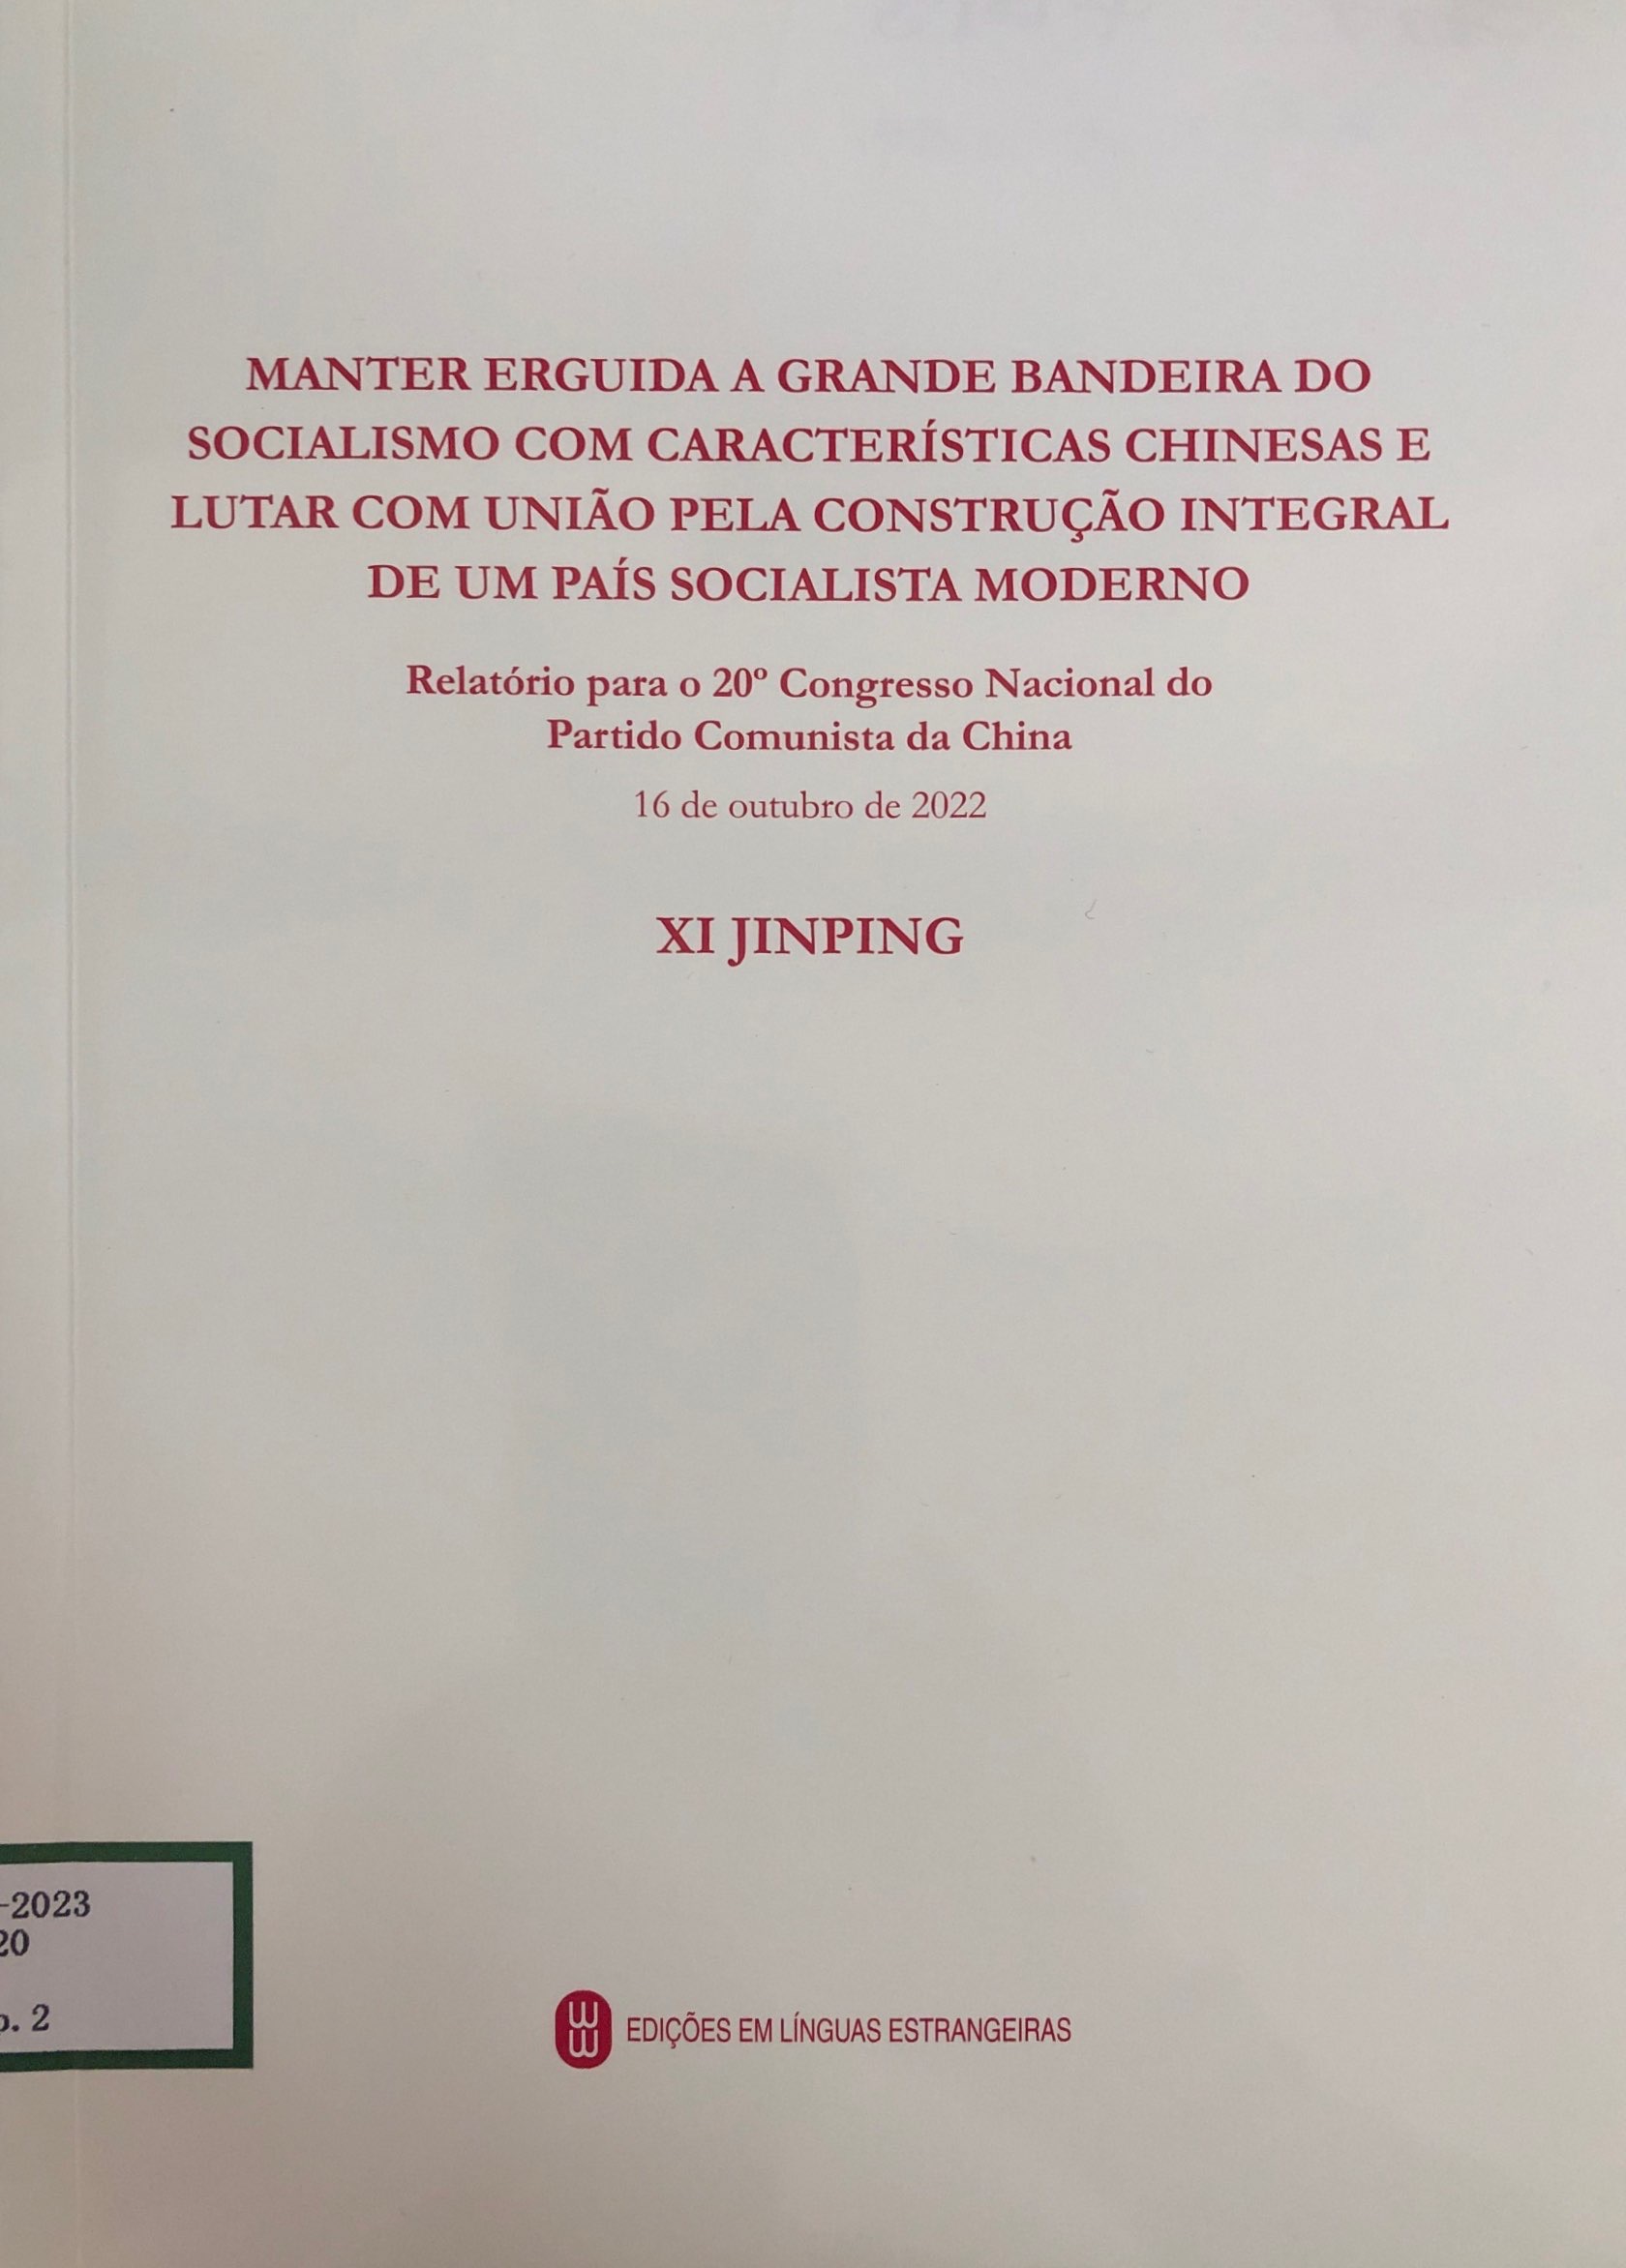 MANTER ERGUIDA A GRANDE BANDEIRA DO
SOCIALISMO COM CARACTERÍSTICAS CHINESAS E
LUTAR COM UNIÃO PELA CONSTRUÇÃO INTEGRAL
DE UM PAÍS SOCIALISTA MODERNO
Relatório para o 20º Congresso Nacional do
Partido Comunista da China
16 de outubro de 2022
XI JINPING
-2023
20
. 2
EDIÇÕES EM LÍNGUAS ESTRANGEIRAS